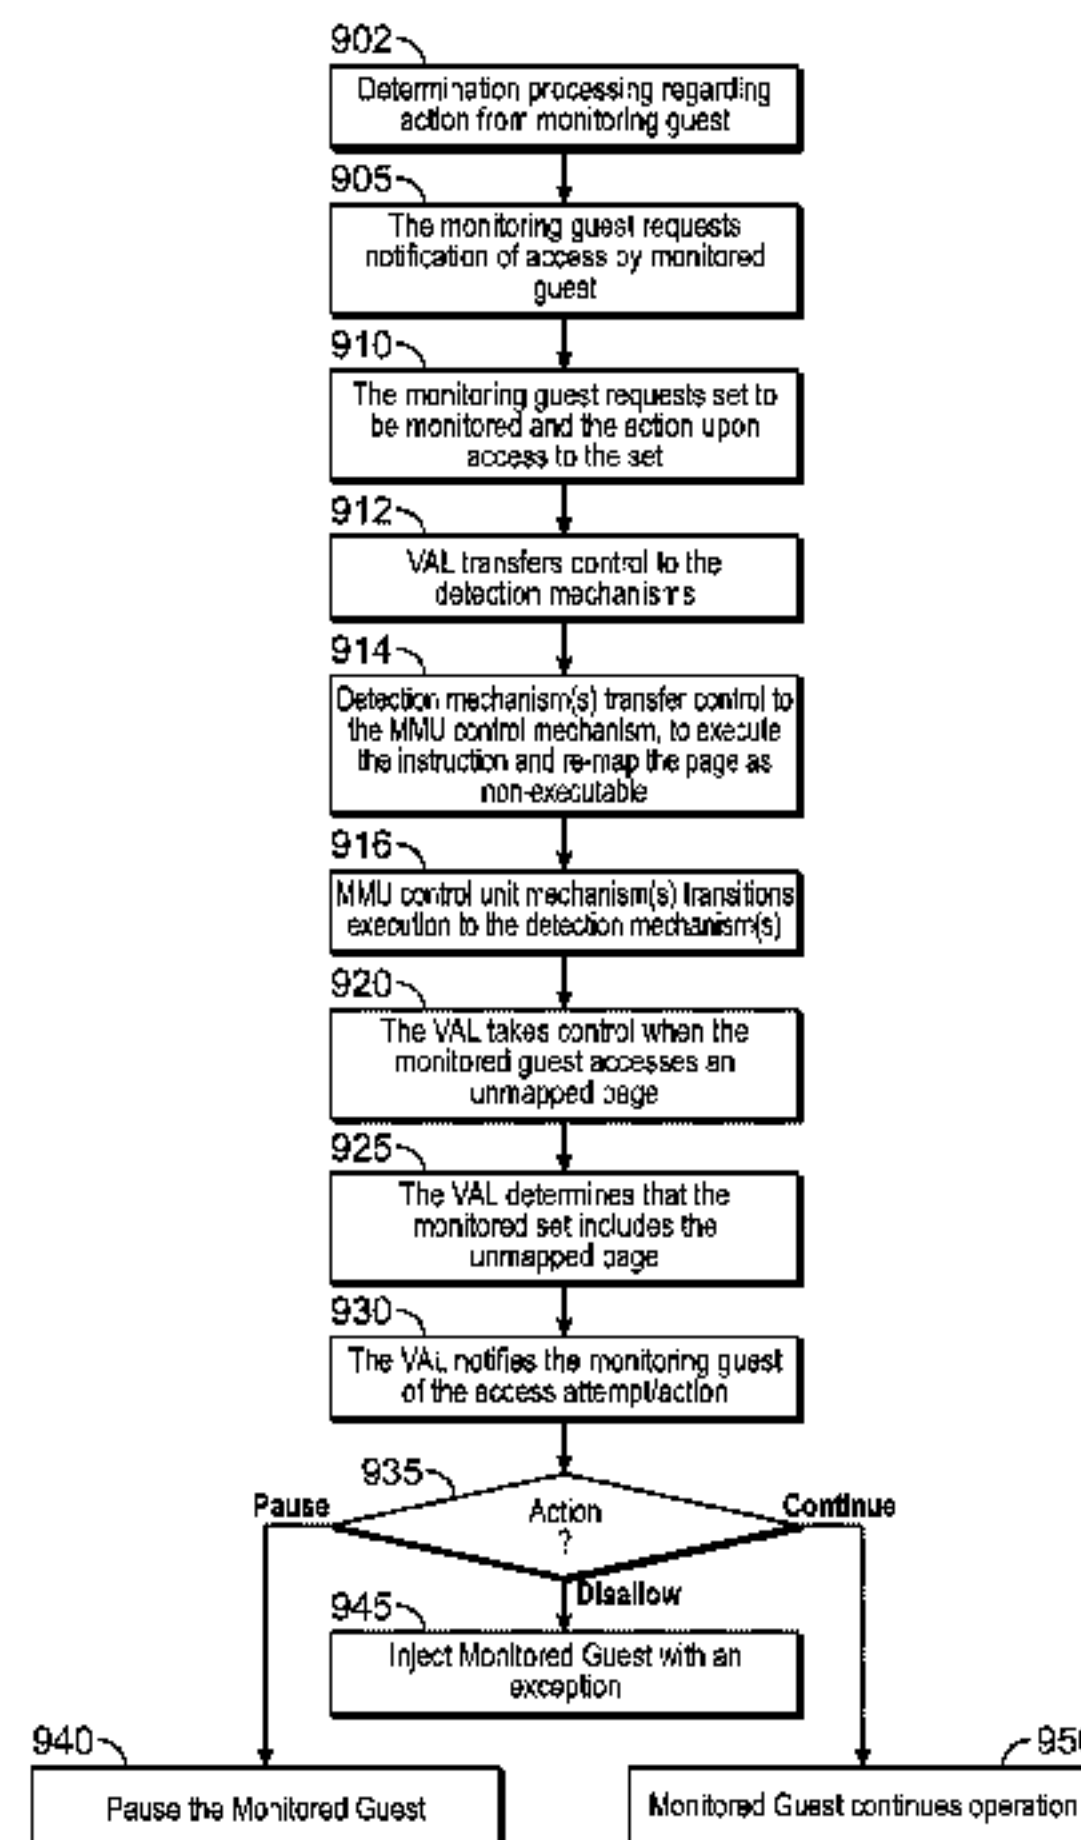 902
Determination processing regarding
action from monitoring guest
905
The monitoring guest requests
notification of access by monitored
guest
910
The monitoring guest requests set to
be monitored and the action upon
access to the set
912
VAL transfers control to the
detection mechanisms
914
Detection mechanism(s) transfer control to
the MMU control mechanism, to execute
the instruction and re-map the page as
non-executable
916
MMU control unit mechanism(s) transitions
execution to the detection mechanism(s)
920
The VAL takes control when the
monitored guest accesses an
unmapped page
925
The VAL determines that the
monitored set includes the
unmapped page
930
The VAL notifies the monitoring guest
of the access attempt/action
935
Pause
Action
?
Continue
Disallow
945
Inject Monitored Guest with an
exception
940
Pause the Monitored Guest
950
Monitored Guest continues operation